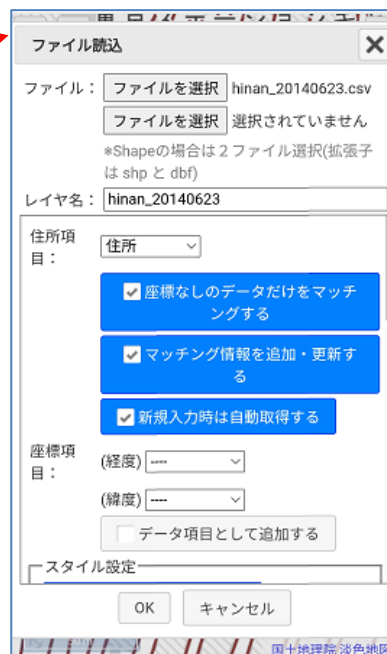 ファイル読込
ファイル： ファイルを選択 hinan_20140623.csv
ファイルを選択 選択されていません
*Shapeの場合は２ファイル選択(拡張子
は shp と dbf)
レイヤ名： hinan_20140623
住所項
目： 住所
座標なしのデータだけをマッチ
ングする
マッチング情報を追加・更新す
る
新規入力時は自動取得する
座標項
目： (経度) ----
(緯度) ----
データ項目として追加する
スタイル設定
OK キャンセル
国土地理院 淡色地図